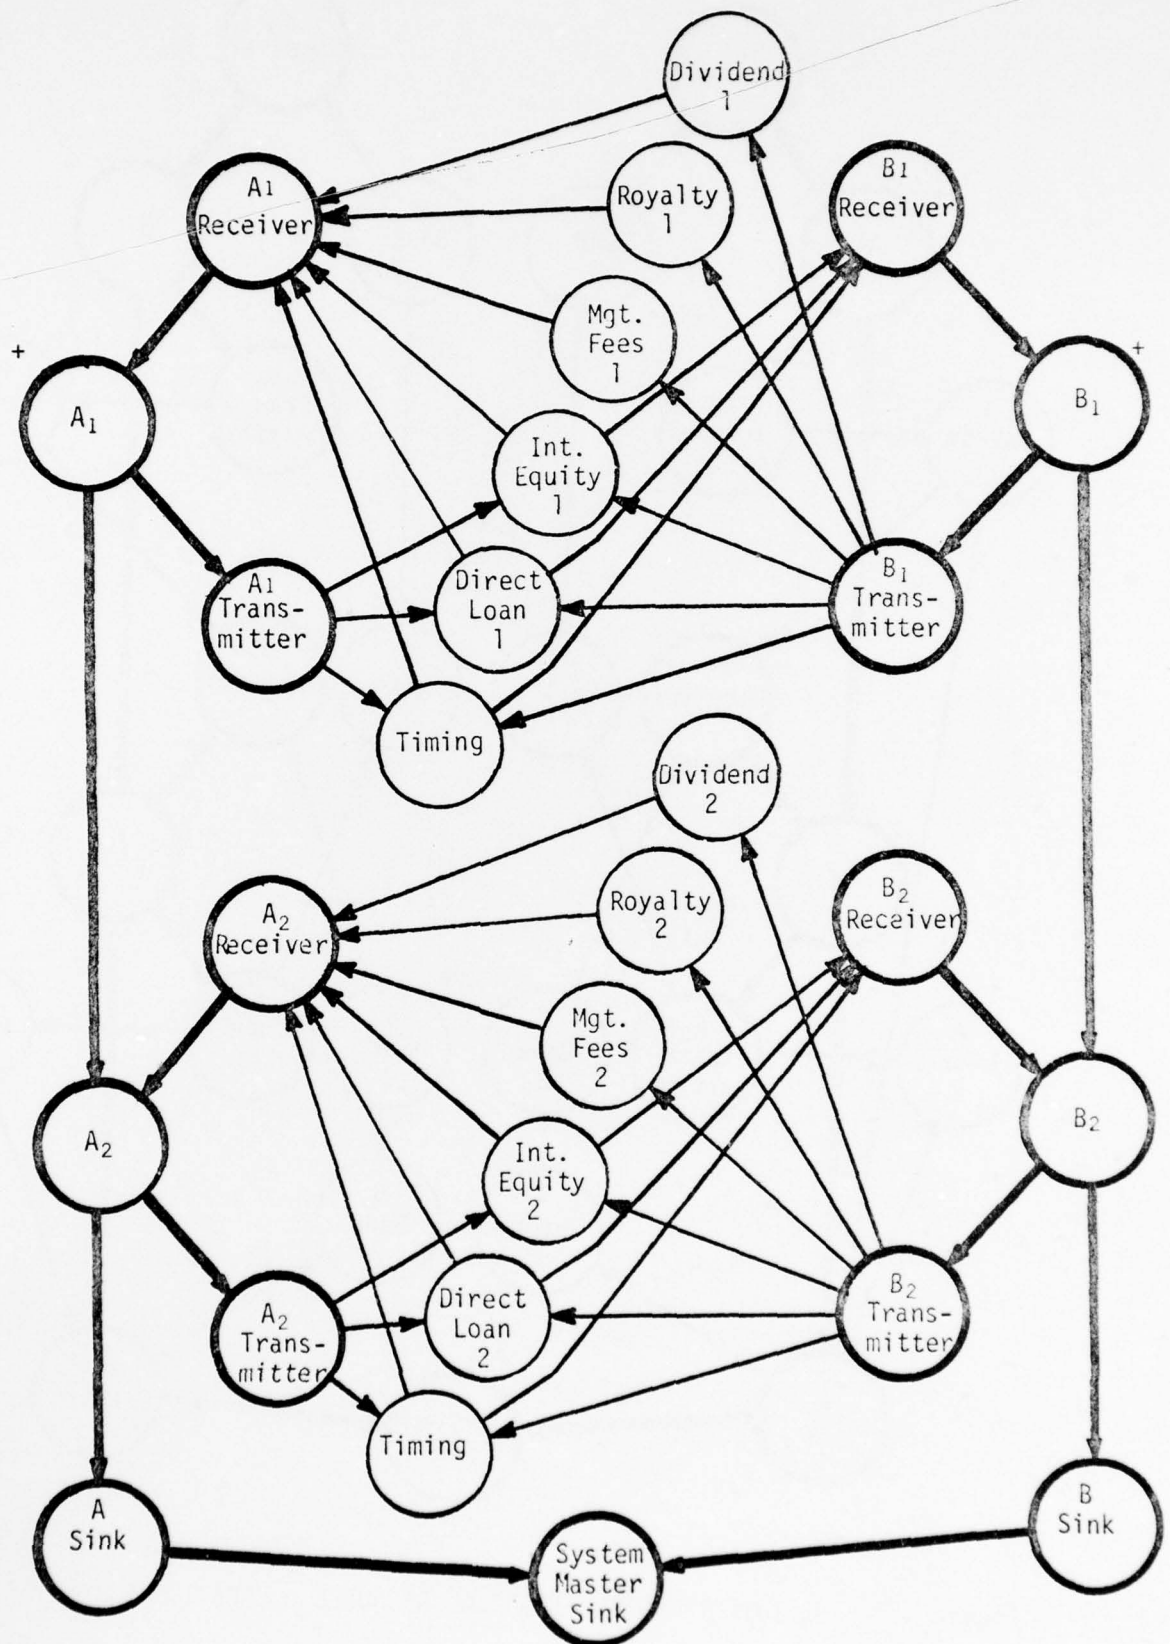 Dividend
1
A1
Receiver
Royalty
1
B1
Receiver
Mgt.
Fees
1
+
+
A1
B1
Int.
Equity
1
A1
Trans-
mitter
Direct
Loan
1
B1
Trans-
mitter
Timing
Dividend
2
A2
Receiver
Royalty
2
B2
Receiver
Mgt.
Fees
2
A2
B2
Int.
Equity
2
A2
Trans-
mitter
Direct
Loan
2
B2
Trans-
mitter
Timing
A
Sink
B
Sink
System
Master
Sink